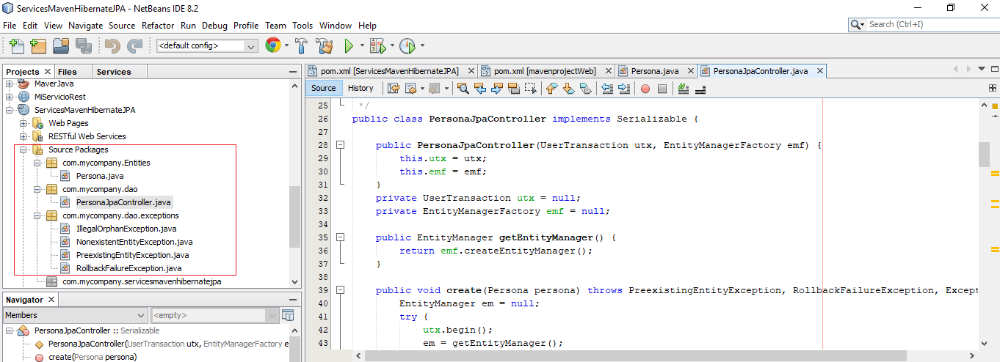 ServicesMavenHibernateJPA - NetBeans IDE 8.2
File Edit View Navigate Source Refactor Run Debug Profile Team Tools Window Help
Search (Ctrl+I)
<default config>
Projects Files Services
MaverJava
MiServicioRest
ServicesMavenHibernateJPA
Web Pages
RESTful Web Services
Source Packages
com.mycompany.Entities
Persona.java
com.mycompany.dao
PersonaJpaController.java
com.mycompany.dao.exceptions
IllegalOrphanException.java
NonexistentEntityException.java
PreexistingEntityException.java
RollbackFailureException.java
com.mycompany.servicesmavenhibernatejpa
Navigator
Members <empty>
PersonaJpaController :: Serializable
PersonaJpaController(UserTransaction utx, EntityManagerFactory e
create(Persona persona)
pom.xml [ServicesMavenHibernateJPA] pom.xml [mavenprojectWeb] Persona.java PersonaJpaController.java
Source History
25 */
26 public class PersonaJpaController implements Serializable {
27
28 public PersonaJpaController(UserTransaction utx, EntityManagerFactory emf) {
29 this.utx = utx;
30 this.emf = emf;
31 }
32 private UserTransaction utx = null;
33 private EntityManagerFactory emf = null;
34
35 public EntityManager getEntityManager() {
36 return emf.createEntityManager();
37 }
38
39 public void create(Persona persona) throws PreexistingEntityException, RollbackFailureException, Except
40 EntityManager em = null;
41 try {
42 utx.begin();
43 em = getEntityManager();